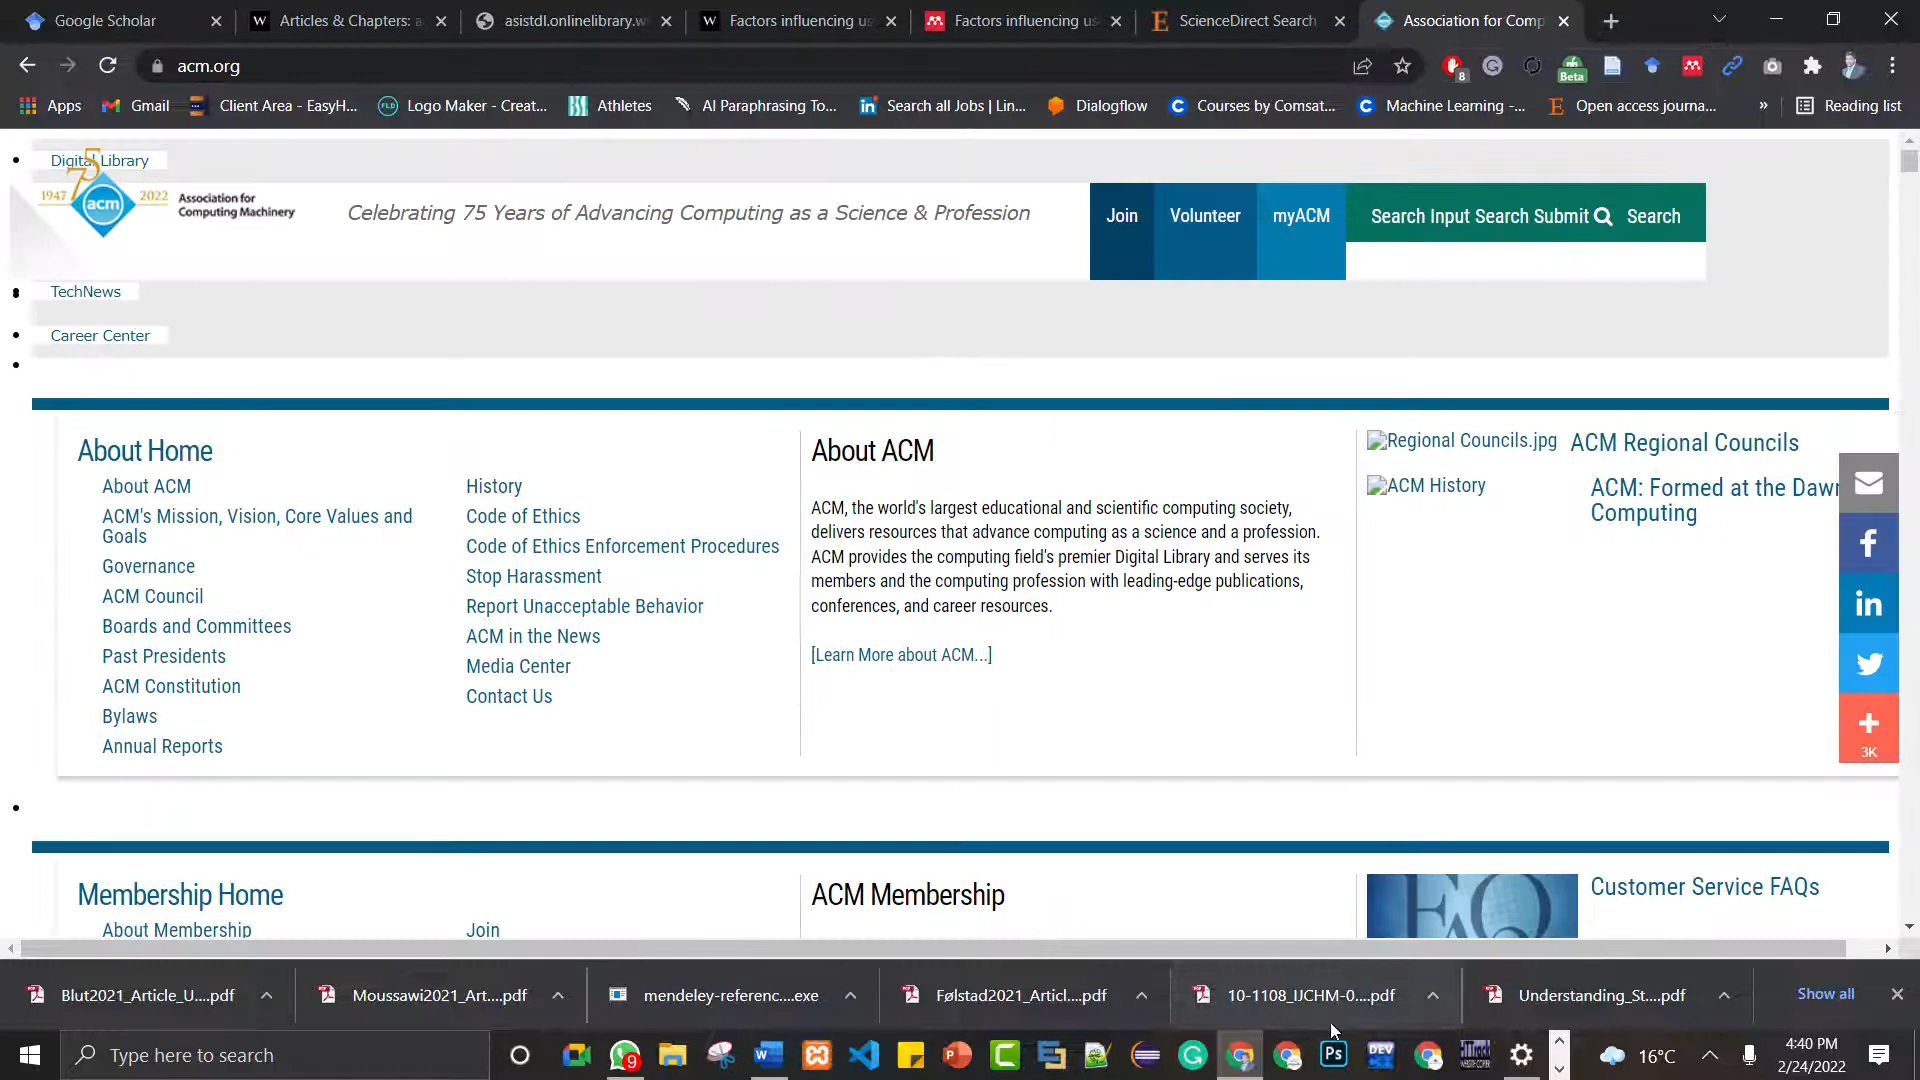 Google Scholar
Articles & Chapters: a
asistdl.onlinelibrary.w
Factors influencing us
Factors influencing us
ScienceDirect Search
Association for Comp
acm.org
8
Beta
Apps
Gmail
Client Area - EasyH...
Logo Maker - Creat...
Athletes
AI Paraphrasing To...
Search all Jobs | Lin...
Dialogflow
Courses by Comsat...
Machine Learning -...
Open access journa...
»
Reading list
Digital Library
75
1947
2022
acm
Association for
Computing Machinery
Celebrating 75 Years of Advancing Computing as a Science & Profession
Join
Volunteer
myACM
Search Input Search Submit
Search
TechNews
Career Center
About Home
About ACM
ACM's Mission, Vision, Core Values and
Goals
Governance
ACM Council
Boards and Committees
Past Presidents
ACM Constitution
Bylaws
Annual Reports
History
Code of Ethics
Code of Ethics Enforcement Procedures
Stop Harassment
Report Unacceptable Behavior
ACM in the News
Media Center
Contact Us
About ACM
ACM, the world's largest educational and scientific computing society,
delivers resources that advance computing as a science and a profession.
ACM provides the computing field's premier Digital Library and serves its
members and the computing profession with leading-edge publications,
conferences, and career resources.
[Learn More about ACM...]
Regional Councils.jpg
ACM Regional Councils
ACM History
ACM: Formed at the Dawn
Computing
3K
Membership Home
About Membership
Join
ACM Membership
FAQ
Customer Service FAQs
Blut2021_Article_U....pdf
Moussawi2021_Art....pdf
mendeley-referenc....exe
Følstad2021_Articl....pdf
10-1108_IJCHM-0....pdf
Understanding_St....pdf
Show all
Type here to search
9
Ps
DEV
16°C
4:40 PM
2/24/2022